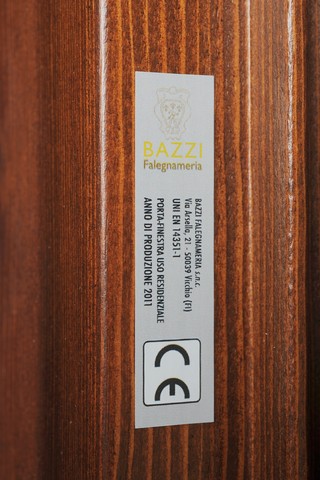 BAZZI
Falegnameria
BAZZI FALEGNAMERIA s.n.c.
Via Arsella, 21 - 50039 Vicchio (FI)
UNI EN 14351-1
PORTA-FINESTRA USO RESIDENZIALE
ANNO DI PRODUZIONE 2011
CE